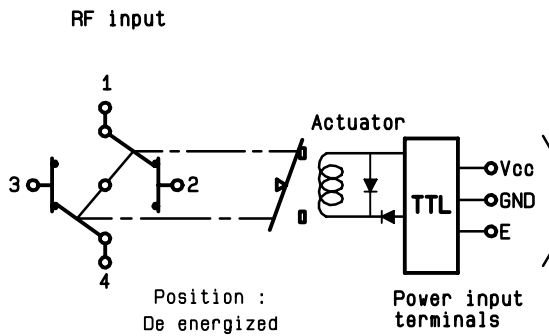 RF input
1
Actuator
3
2
TTL
Vcc
GND
E
4
Position :
De energized
Power input
terminals